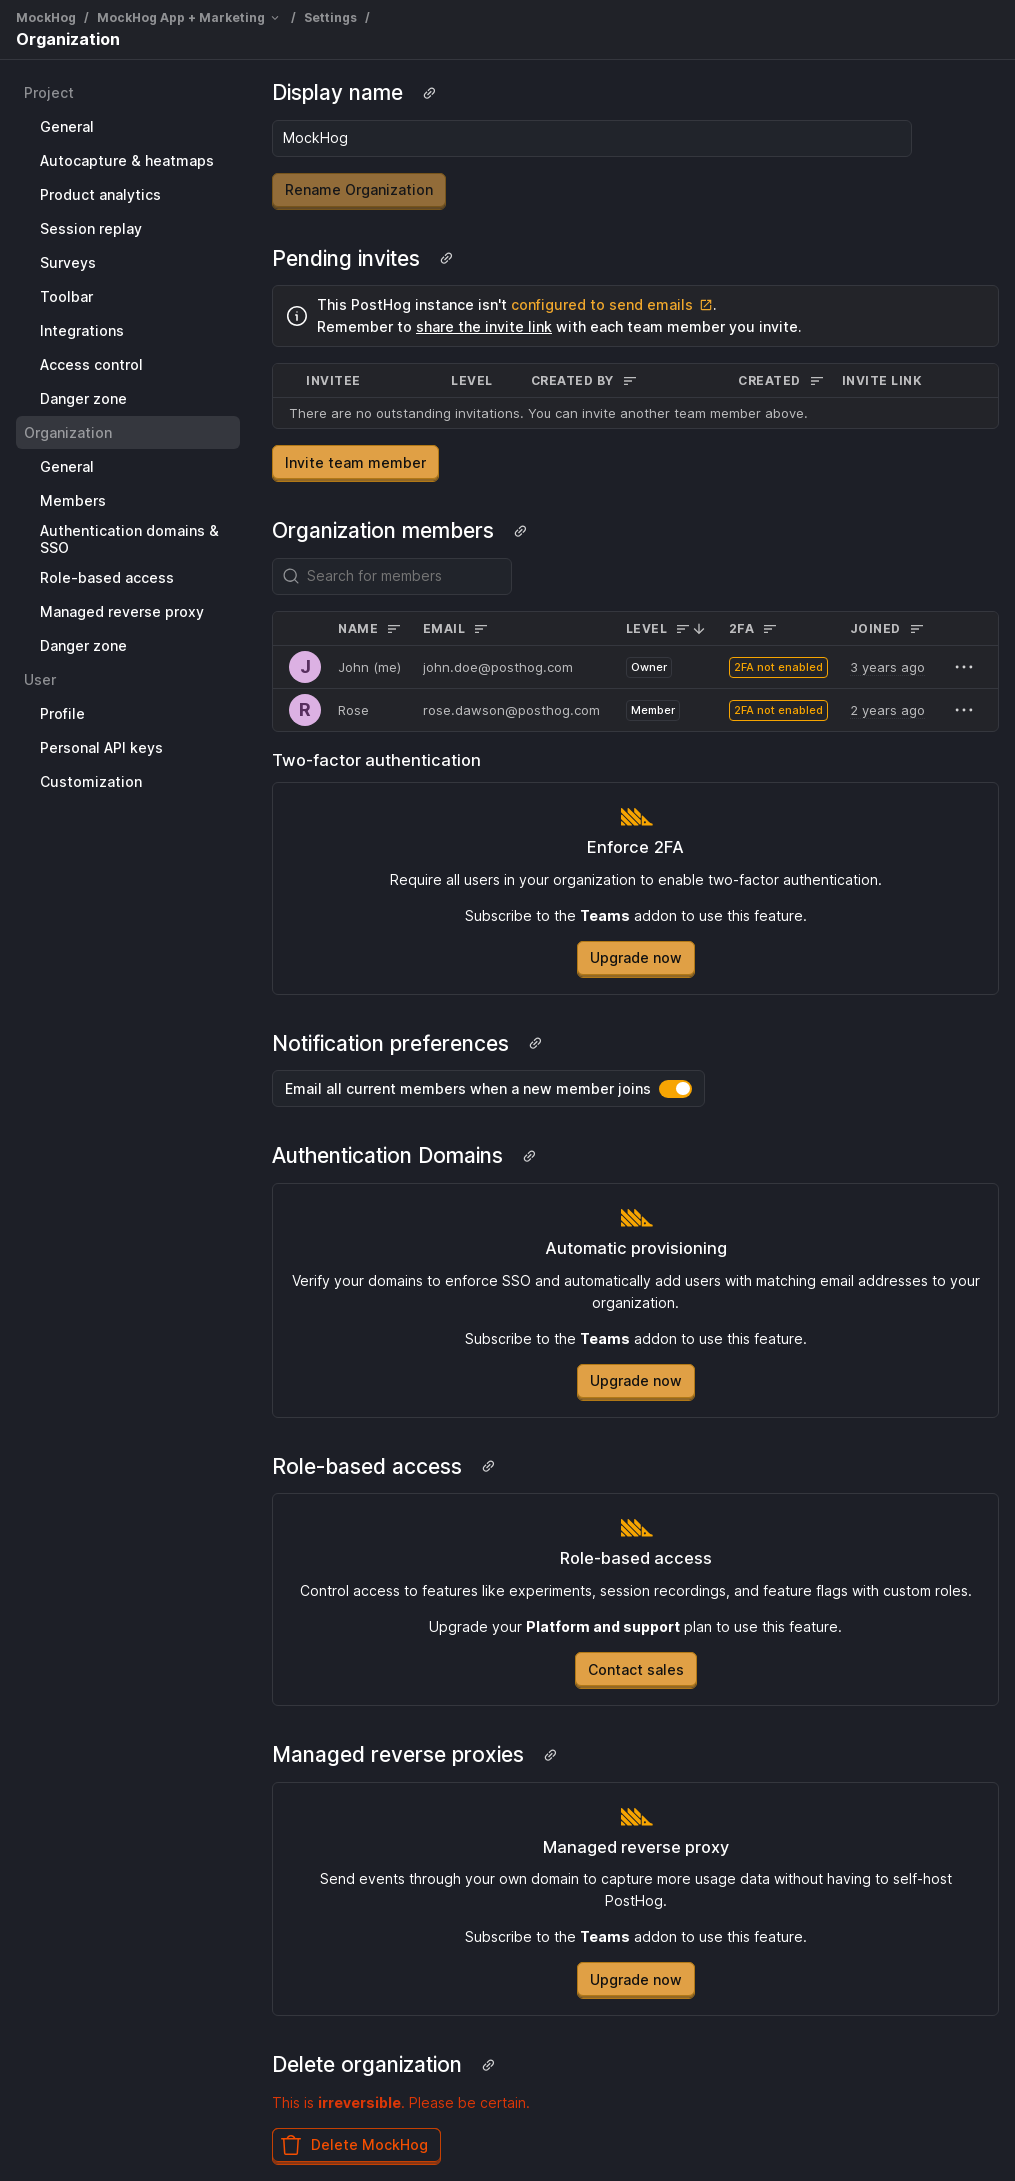 MockHog / MockHog App + Marketing / Settings /
Organization
Project
General
Autocapture & heatmaps
Product analytics
Session replay
Surveys
Toolbar
Integrations
Access control
Danger zone
Organization
General
Members
Authentication domains &
SSO
Role-based access
Managed reverse proxy
Danger zone
User
Profile
Personal API keys
Customization
Display name
MockHog
Rename Organization
Pending invites
This PostHog instance isn't configured to send emails.
Remember to share the invite link with each team member you invite.
INVITEE LEVEL CREATED BY CREATED INVITE LINK
There are no outstanding invitations. You can invite another team member above.
Invite team member
Organization members
Search for members
NAME EMAIL LEVEL 2FA JOINED
J John (me) john.doe@posthog.com Owner 2FA not enabled 3 years ago
R Rose rose.dawson@posthog.com Member 2FA not enabled 2 years ago
Two-factor authentication
Enforce 2FA
Require all users in your organization to enable two-factor authentication.
Subscribe to the Teams addon to use this feature.
Upgrade now
Notification preferences
Email all current members when a new member joins
Authentication Domains
Automatic provisioning
Verify your domains to enforce SSO and automatically add users with matching email addresses to your
organization.
Subscribe to the Teams addon to use this feature.
Upgrade now
Role-based access
Role-based access
Control access to features like experiments, session recordings, and feature flags with custom roles.
Upgrade your Platform and support plan to use this feature.
Contact sales
Managed reverse proxies
Managed reverse proxy
Send events through your own domain to capture more usage data without having to self-host
PostHog.
Subscribe to the Teams addon to use this feature.
Upgrade now
Delete organization
This is irreversible. Please be certain.
Delete MockHog